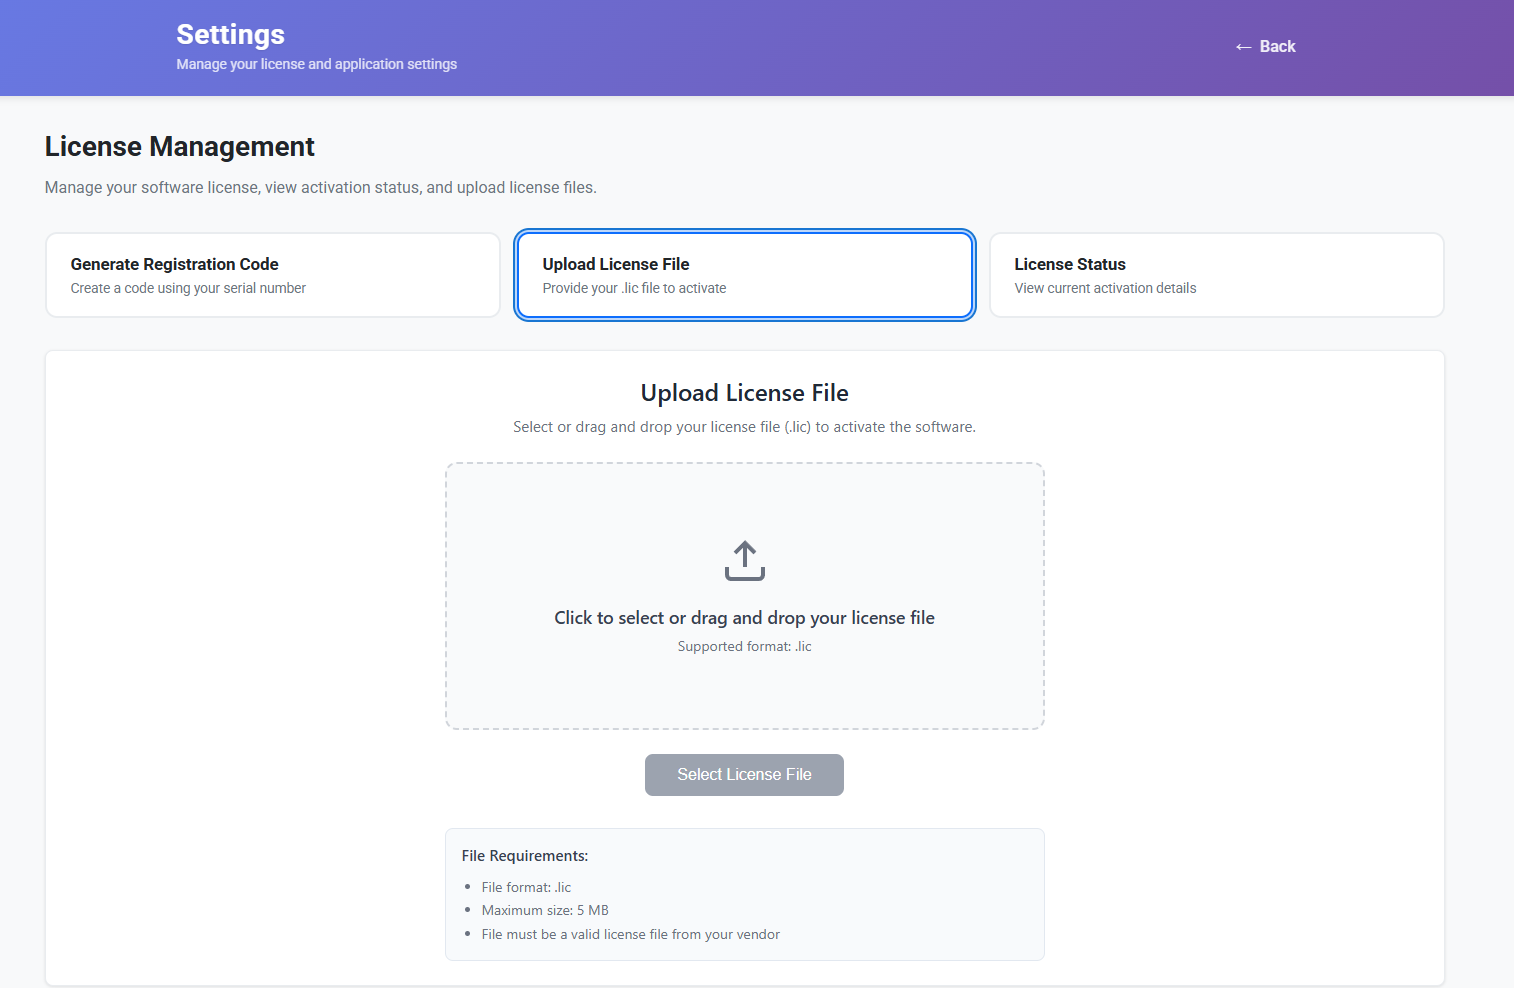 Settings
Manage your license and application settings
← Back
License Management
Manage your software license, view activation status, and upload license files.
Generate Registration Code
Create a code using your serial number
Upload License File
Provide your .lic file to activate
License Status
View current activation details
Upload License File
Select or drag and drop your license file (.lic) to activate the software.
Click to select or drag and drop your license file
Supported format: .lic
Select License File
File Requirements:
• File format: .lic
• Maximum size: 5 MB
• File must be a valid license file from your vendor